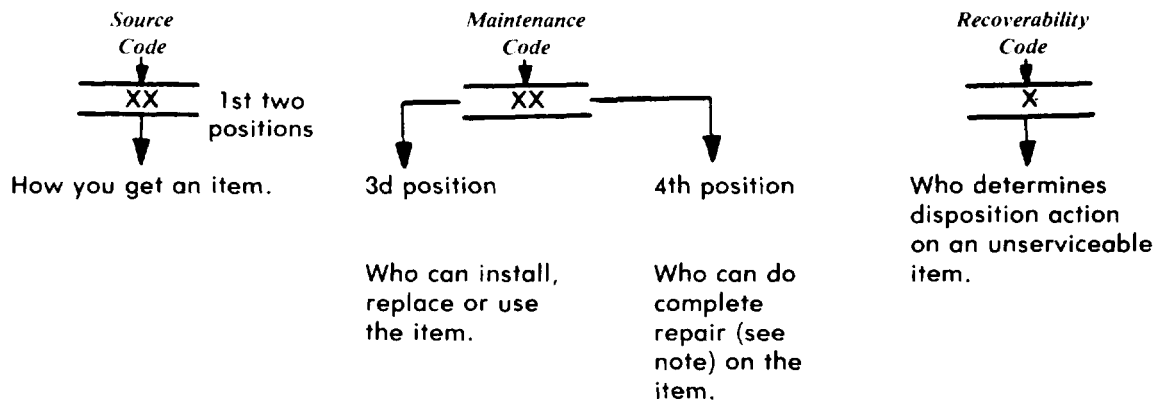 Source
Code
XX
1st two
positions
How you get an item.
Maintenance
Code
XX
3d position
Who can install,
replace or use
the item.
4th position
Who can do
complete
repair (see
note) on the
item.
Recoverability
Code
X
Who determines
disposition action
on an unserviceable
item.